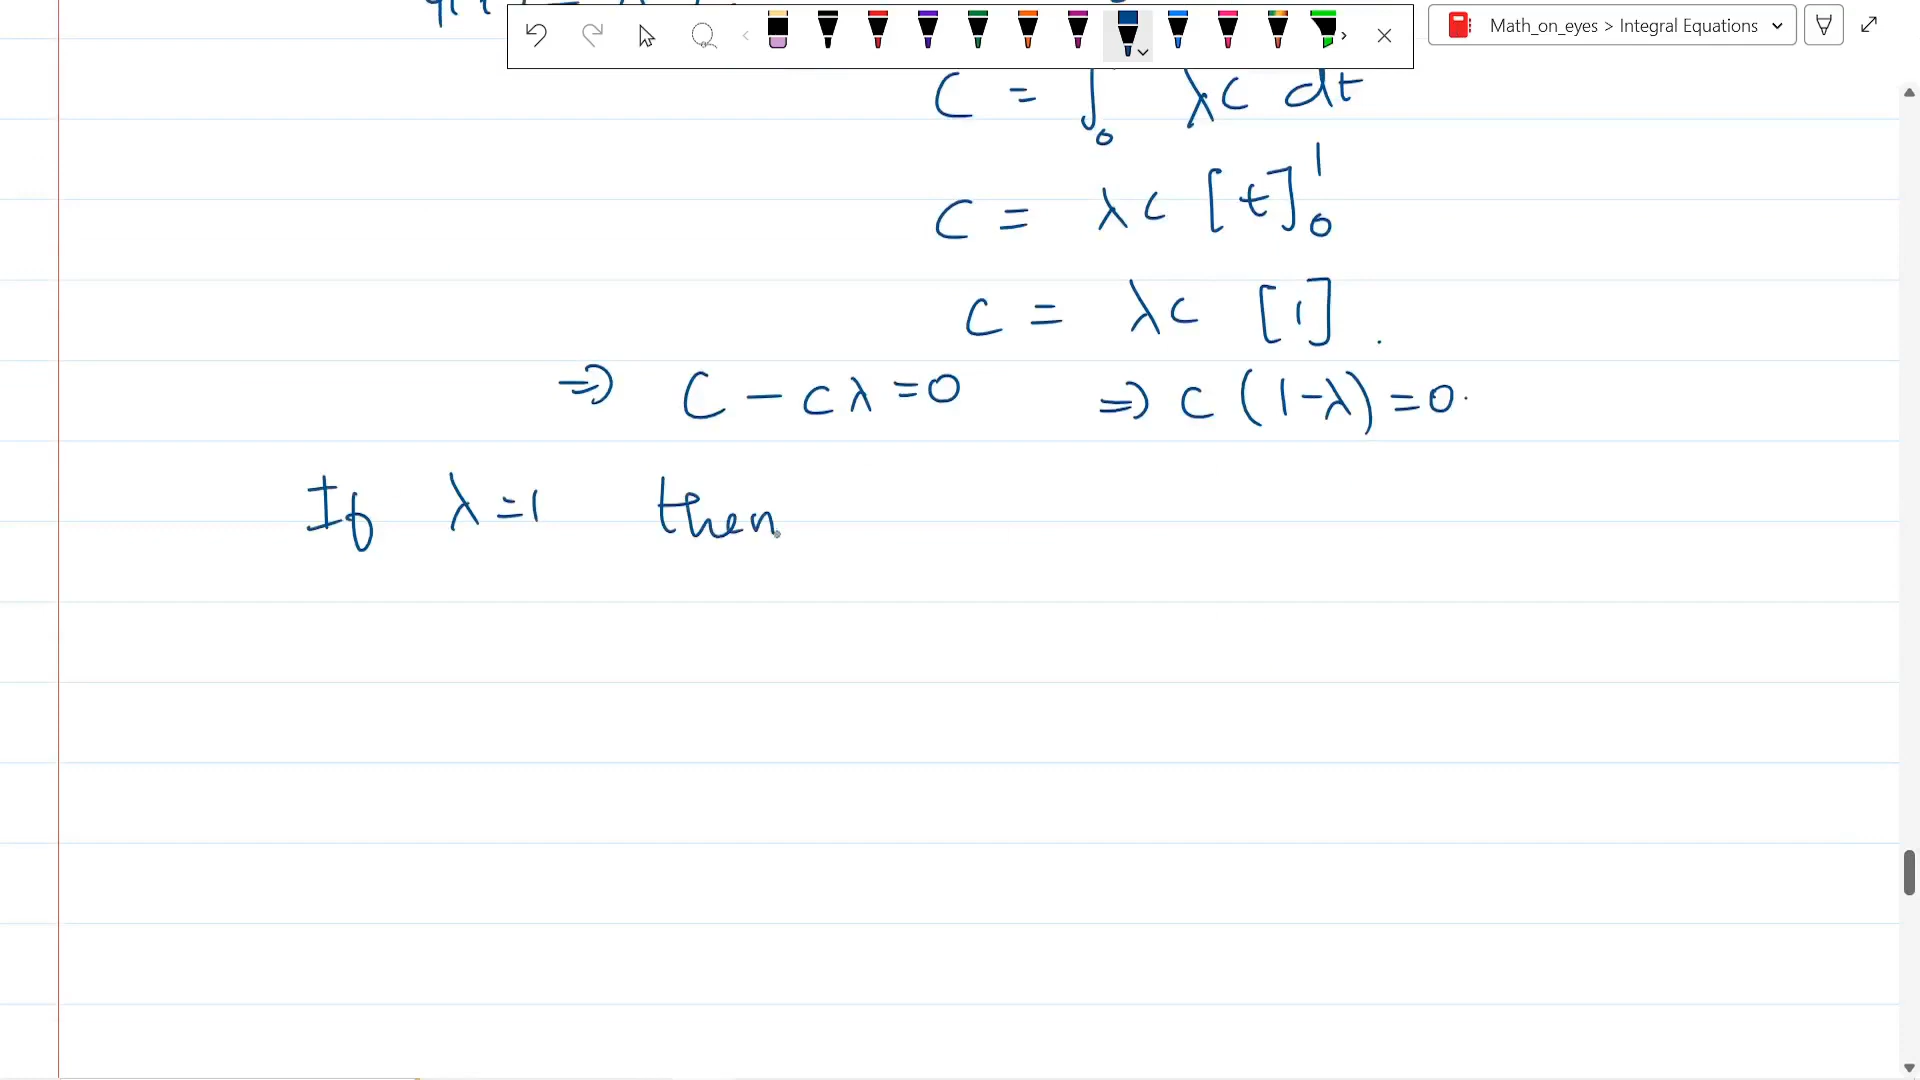 Math_on_eyes > Integral Equations
C = ∫₀ λc dt
C = λc [t]₀¹
C = λc [1].
⇒ C - cλ = 0 ⇒ c(1-λ) = 0.
If λ = 1 then